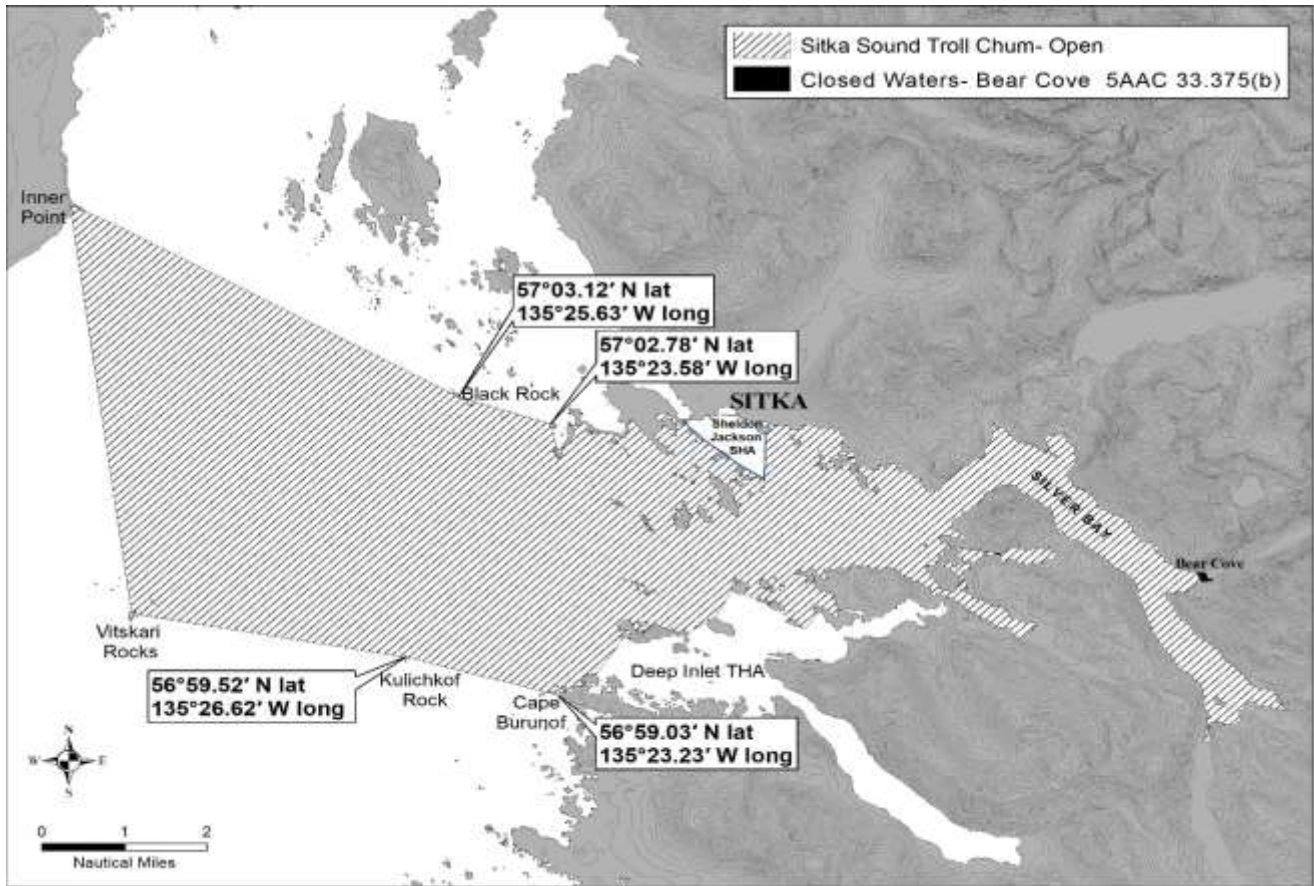 Sitka Sound Troll Chum- Open
Closed Waters- Bear Cove 5AAC 33.375(b)
Inner
Point
57°03.12′ N lat
135°25.63′ W long
57°02.78′ N lat
135°23.58′ W long
Black Rock
SITKA
Sheldon
Jackson
SHA
SILVER BAY
Bear Cove
Vitskari
Rocks
56°59.52′ N lat
135°26.62′ W long
Kulichkof
Rock
Deep Inlet THA
Cape
Burunof
56°59.03′ N lat
135°23.23′ W long
N
W E
S
0 1 2
Nautical Miles